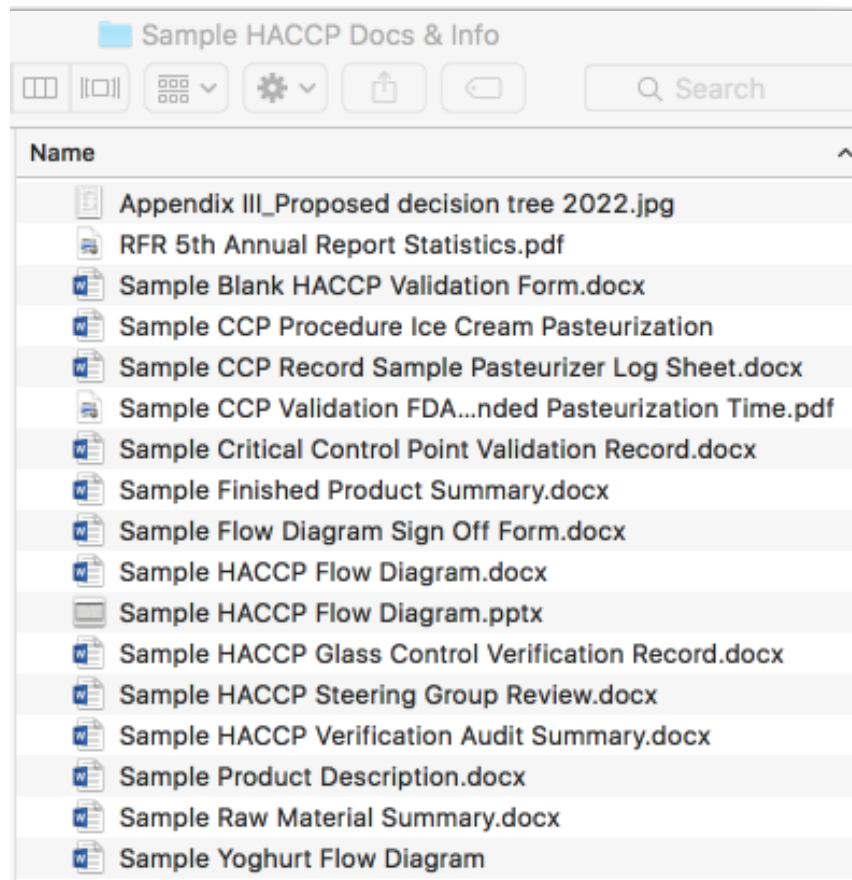 Sample HACCP Docs & Info
Search
Name
Appendix III_Proposed decision tree 2022.jpg
RFR 5th Annual Report Statistics.pdf
Sample Blank HACCP Validation Form.docx
Sample CCP Procedure Ice Cream Pasteurization
Sample CCP Record Sample Pasteurizer Log Sheet.docx
Sample CCP Validation FDA...nded Pasteurization Time.pdf
Sample Critical Control Point Validation Record.docx
Sample Finished Product Summary.docx
Sample Flow Diagram Sign Off Form.docx
Sample HACCP Flow Diagram.docx
Sample HACCP Flow Diagram.pptx
Sample HACCP Glass Control Verification Record.docx
Sample HACCP Steering Group Review.docx
Sample HACCP Verification Audit Summary.docx
Sample Product Description.docx
Sample Raw Material Summary.docx
Sample Yoghurt Flow Diagram